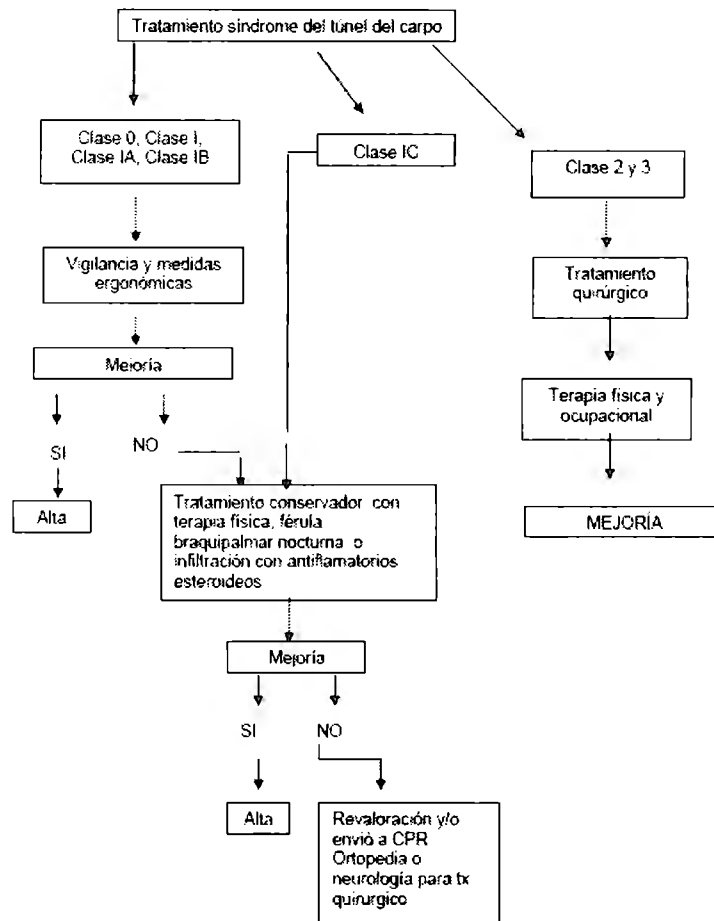 Tratamiento síndrome del túnel del carpo
Clase 0, Clase I,
Clase IA, Clase IB
Clase IC
Clase 2 y 3
Vigilancia y medidas
ergonómicas
Tratamiento
quirúrgico
Mejoría
Terapia física y
ocupacional
SI
NO
Alta
MEJORÍA
Tratamiento conservador con
terapia física, férula
braquipalmar nocturna o
infiltración con antiflamatorios
esteroideos
Mejoría
SI
NO
Alta
Revaloración y/o
envió a CPR
Ortopedia o
neurología para tx
quirurgico